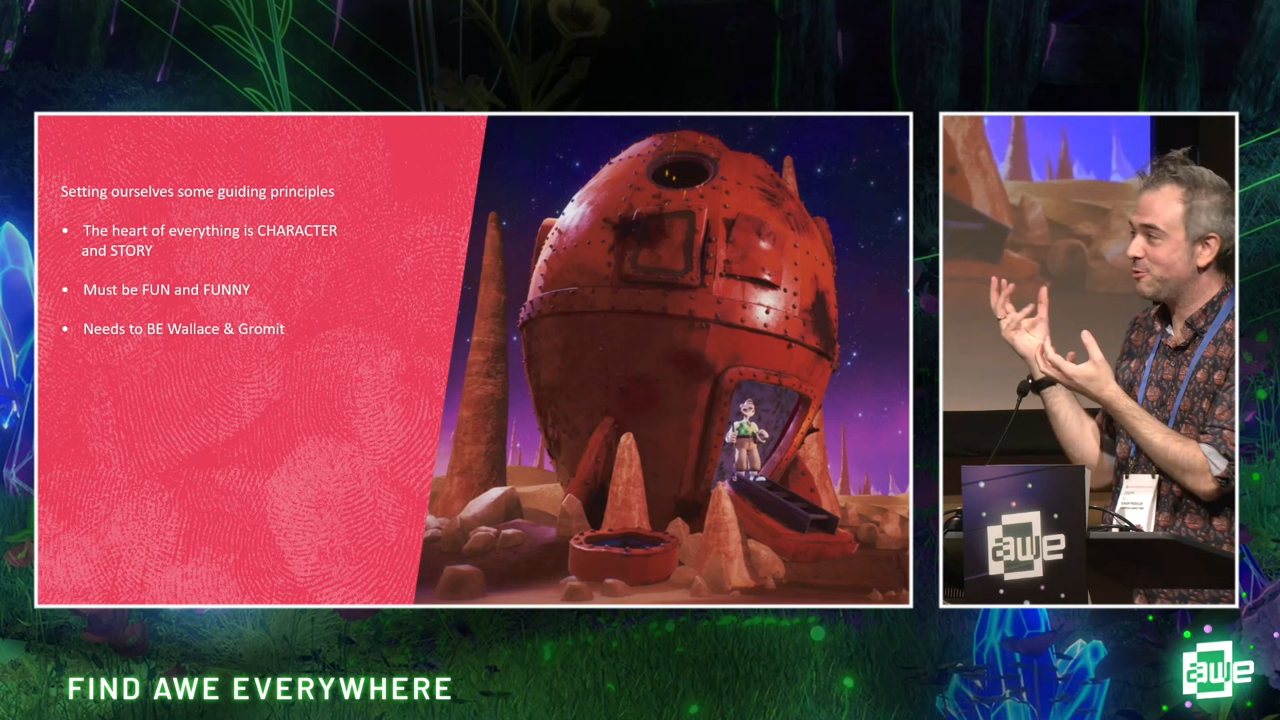 Setting ourselves some guiding principles
• The heart of everything is CHARACTER
and STORY
• Must be FUN and FUNNY
• Needs to BE Wallace & Gromit
awe
FIND AWE EVERYWHERE
awe